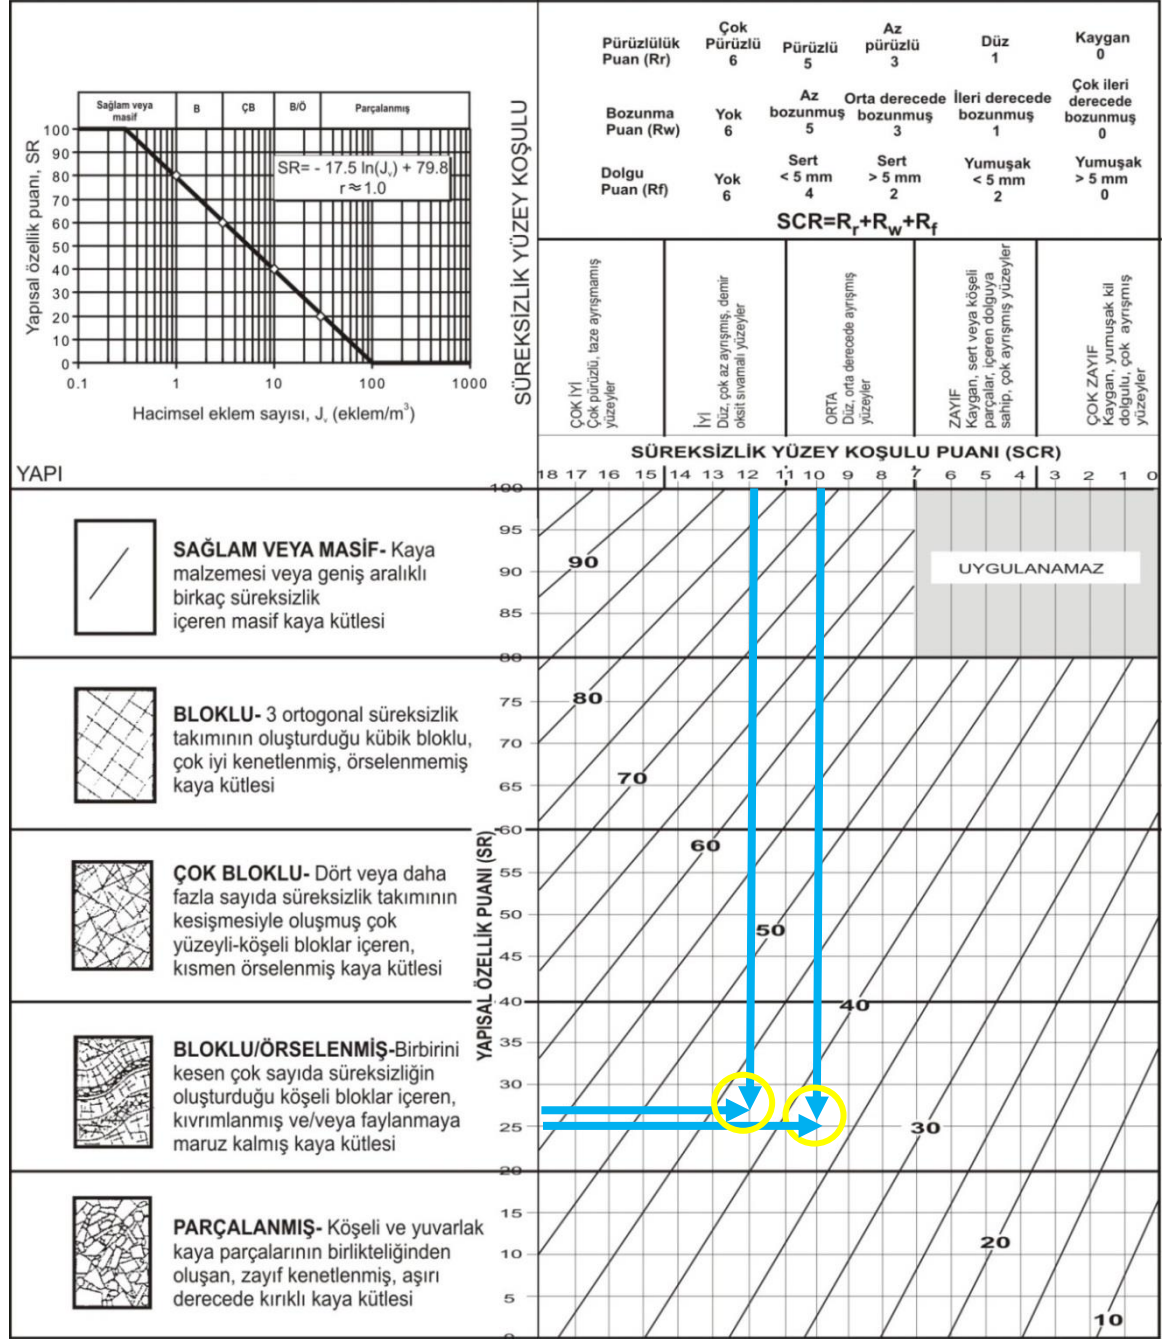 Pürüzlülük
Puan (Rr)
Çok
Pürüzlü
6
Pürüzlü
5
Az
pürüzlü
3
Düz
1
Kaygan
0
Bozunma
Puan (Rw)
Yok
6
Az
bozunmuş
5
Orta derecede
bozunmuş
3
İleri derecede
bozunmuş
1
Çok ileri
derecede
bozunmuş
0
Dolgu
Puan (Rf)
Yok
6
Sert
< 5 mm
4
Sert
> 5 mm
2
Yumuşak
< 5 mm
2
Yumuşak
> 5 mm
0
SCR=Rr+Rw+Rf
SÜREKSİZLİK YÜZEY KOŞULU
Sağlam veya
masif
B
ÇB
B/Ö
Parçalanmış
Yapısal özellik puanı, SR
100
90
80
70
60
50
40
30
20
10
0
SR= - 17.5 ln(Jv) + 79.8
r ≈ 1.0
0.1 1 10 100 1000
Hacimsel eklem sayısı, Jv (eklem/m³)
ÇOK İYİ
Çok pürüzlü, taze ayrışmamış
yüzeyler
İYİ
Düz, çok az ayrışmış, demir
oksit sıvamalı yüzeyler
ORTA
Düz, orta derecede ayrışmış
yüzeyler
ZAYIF
Kaygan, sert veya köşeli
parçalar, içeren dolguya
sahip, çok ayrışmış yüzeyler
ÇOK ZAYIF
Kaygan, yumuşak kil
dolgulu, çok ayrışmış
yüzeyler
SÜREKSİZLİK YÜZEY KOŞULU PUANI (SCR)
YAPI
18 17 16 15 14 13 12 11 10 9 8 7 6 5 4 3 2 1 0
YAPISAL ÖZELLİK PUANI (SR)
100
95
90
85
80
75
70
65
60
55
50
45
40
35
30
25
20
15
10
5
0
SAĞLAM VEYA MASİF- Kaya
malzemesi veya geniş aralıklı
birkaç süreksizlik
içeren masif kaya kütlesi
BLOKLU- 3 ortogonal süreksizlik
takımının oluşturduğu kübik bloklu,
çok iyi kenetlenmiş, örselenmemiş
kaya kütlesi
ÇOK BLOKLU- Dört veya daha
fazla sayıda süreksizlik takımının
kesişmesiyle oluşmuş çok
yüzeyli-köşeli bloklar içeren,
kısmen örselenmiş kaya kütlesi
BLOKLU/ÖRSELENMİŞ-Birbirini
kesen çok sayıda süreksizliğin
oluşturduğu köşeli bloklar içeren,
kıvrımlanmış ve/veya faylanmaya
maruz kalmış kaya kütlesi
PARÇALANMIŞ- Köşeli ve yuvarlak
kaya parçalarının birlikteliğinden
oluşan, zayıf kenetlenmiş, aşırı
derecede kırıklı kaya kütlesi
UYGULANAMAZ
90
80
70
60
50
40
30
20
10